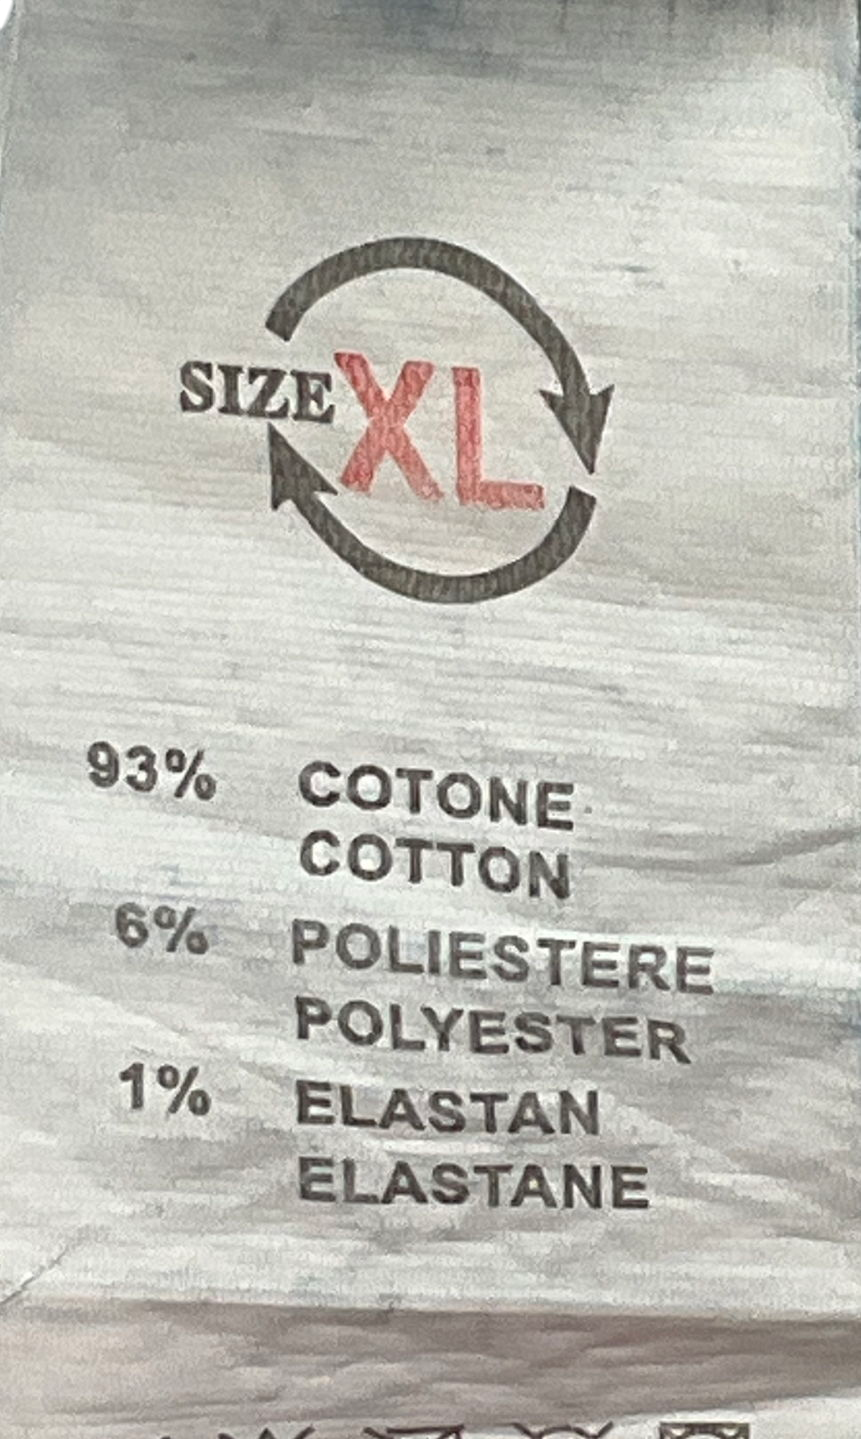 SIZE XL
93% COTONE
COTTON
6% POLIESTERE
POLYESTER
1% ELASTAN
ELASTANE